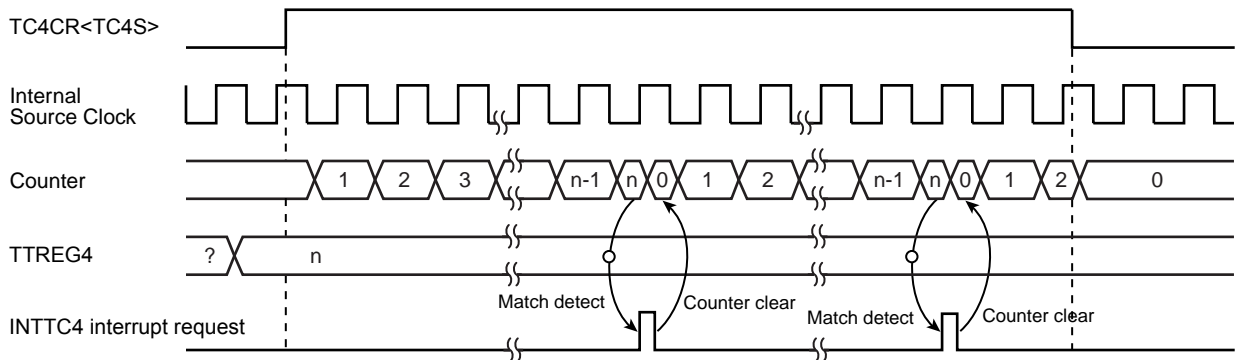 TC4CR<TC4S>
Internal
Source Clock
Counter
1 2 3 n-1 n 0 1 2 n-1 n 0 1 2 0
TTREG4
? n
Match detect Counter clear Match detect Counter clear
INTTC4 interrupt request